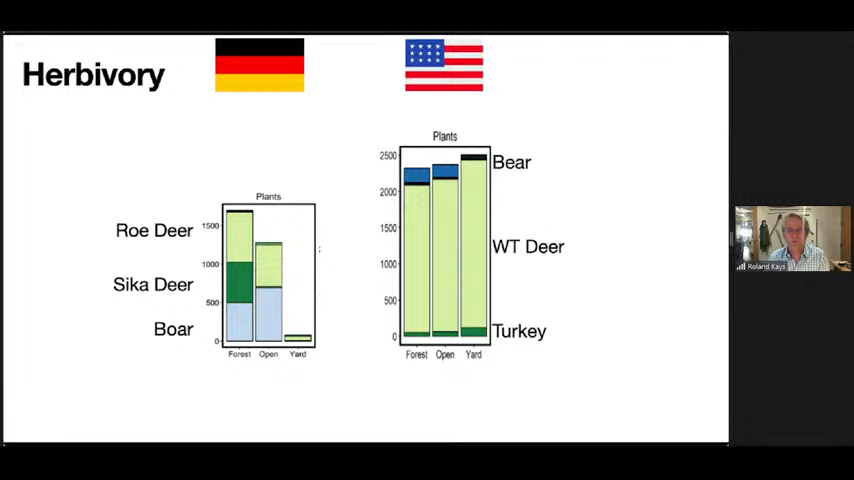 Herbivory
Plants
1500
1000
500
0
Forest Open Yard
Roe Deer
Sika Deer
Boar
Plants
2500
2000
1500
1000
500
0
Forest Open Yard
Bear
WT Deer
Turkey
Roland Kays